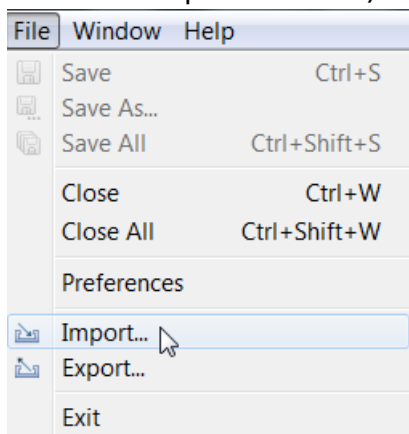 File Window Help
Save Ctrl+S
Save As...
Save All Ctrl+Shift+S
Close Ctrl+W
Close All Ctrl+Shift+W
Preferences
Import...
Export...
Exit